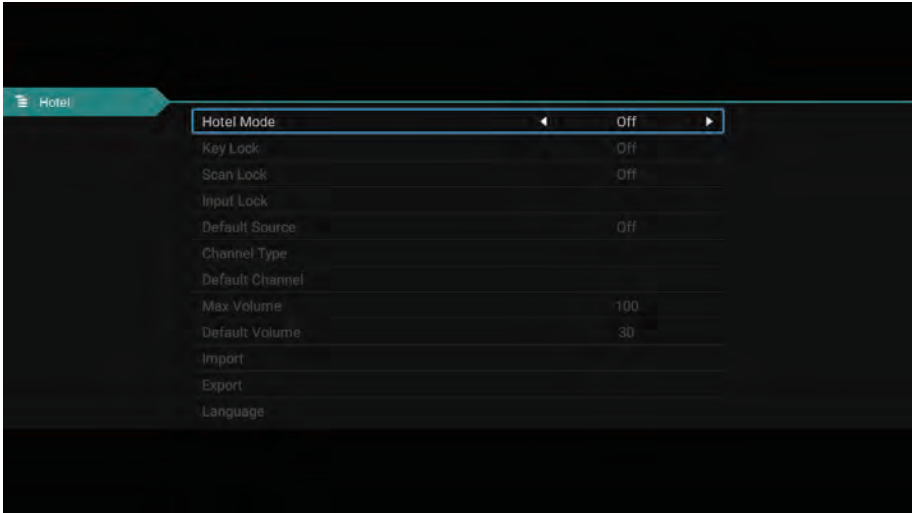 Hotel
Hotel Mode Off
Key Lock Off
Scan Lock Off
Input Lock
Default Source Off
Channel Type
Default Channel
Max Volume 100
Default Volume 30
Import
Export
Language